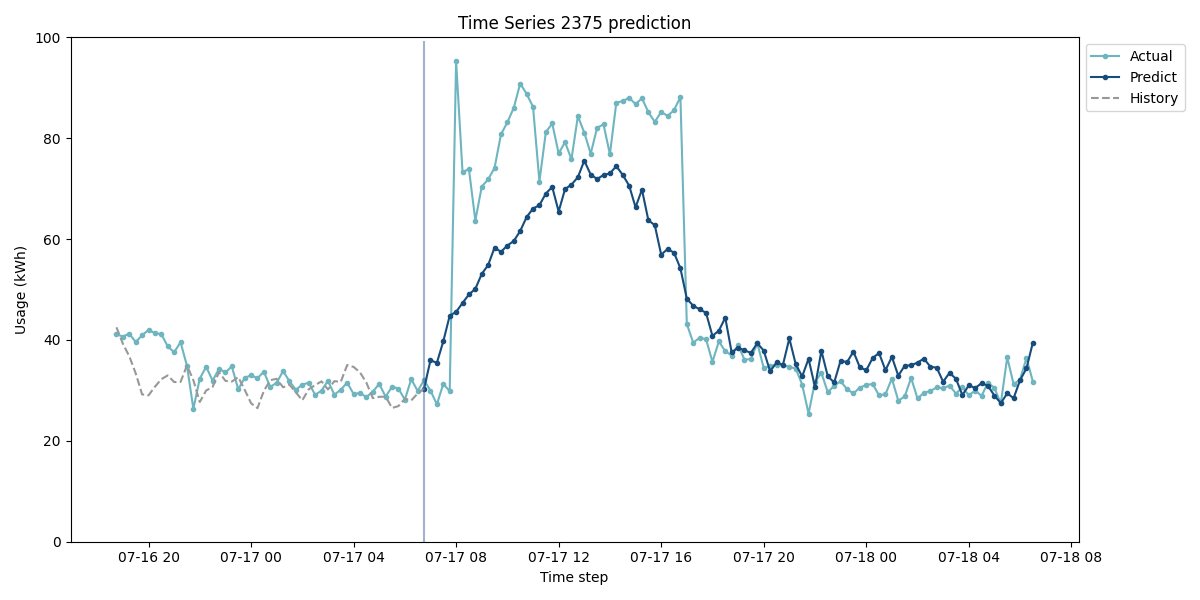 Time Series 2375 prediction
Usage (kWh)
100
80
60
40
20
0
07-16 20
07-17 00
07-17 04
07-17 08
07-17 12
07-17 16
07-17 20
07-18 00
07-18 04
07-18 08
Time step
Actual
Predict
History